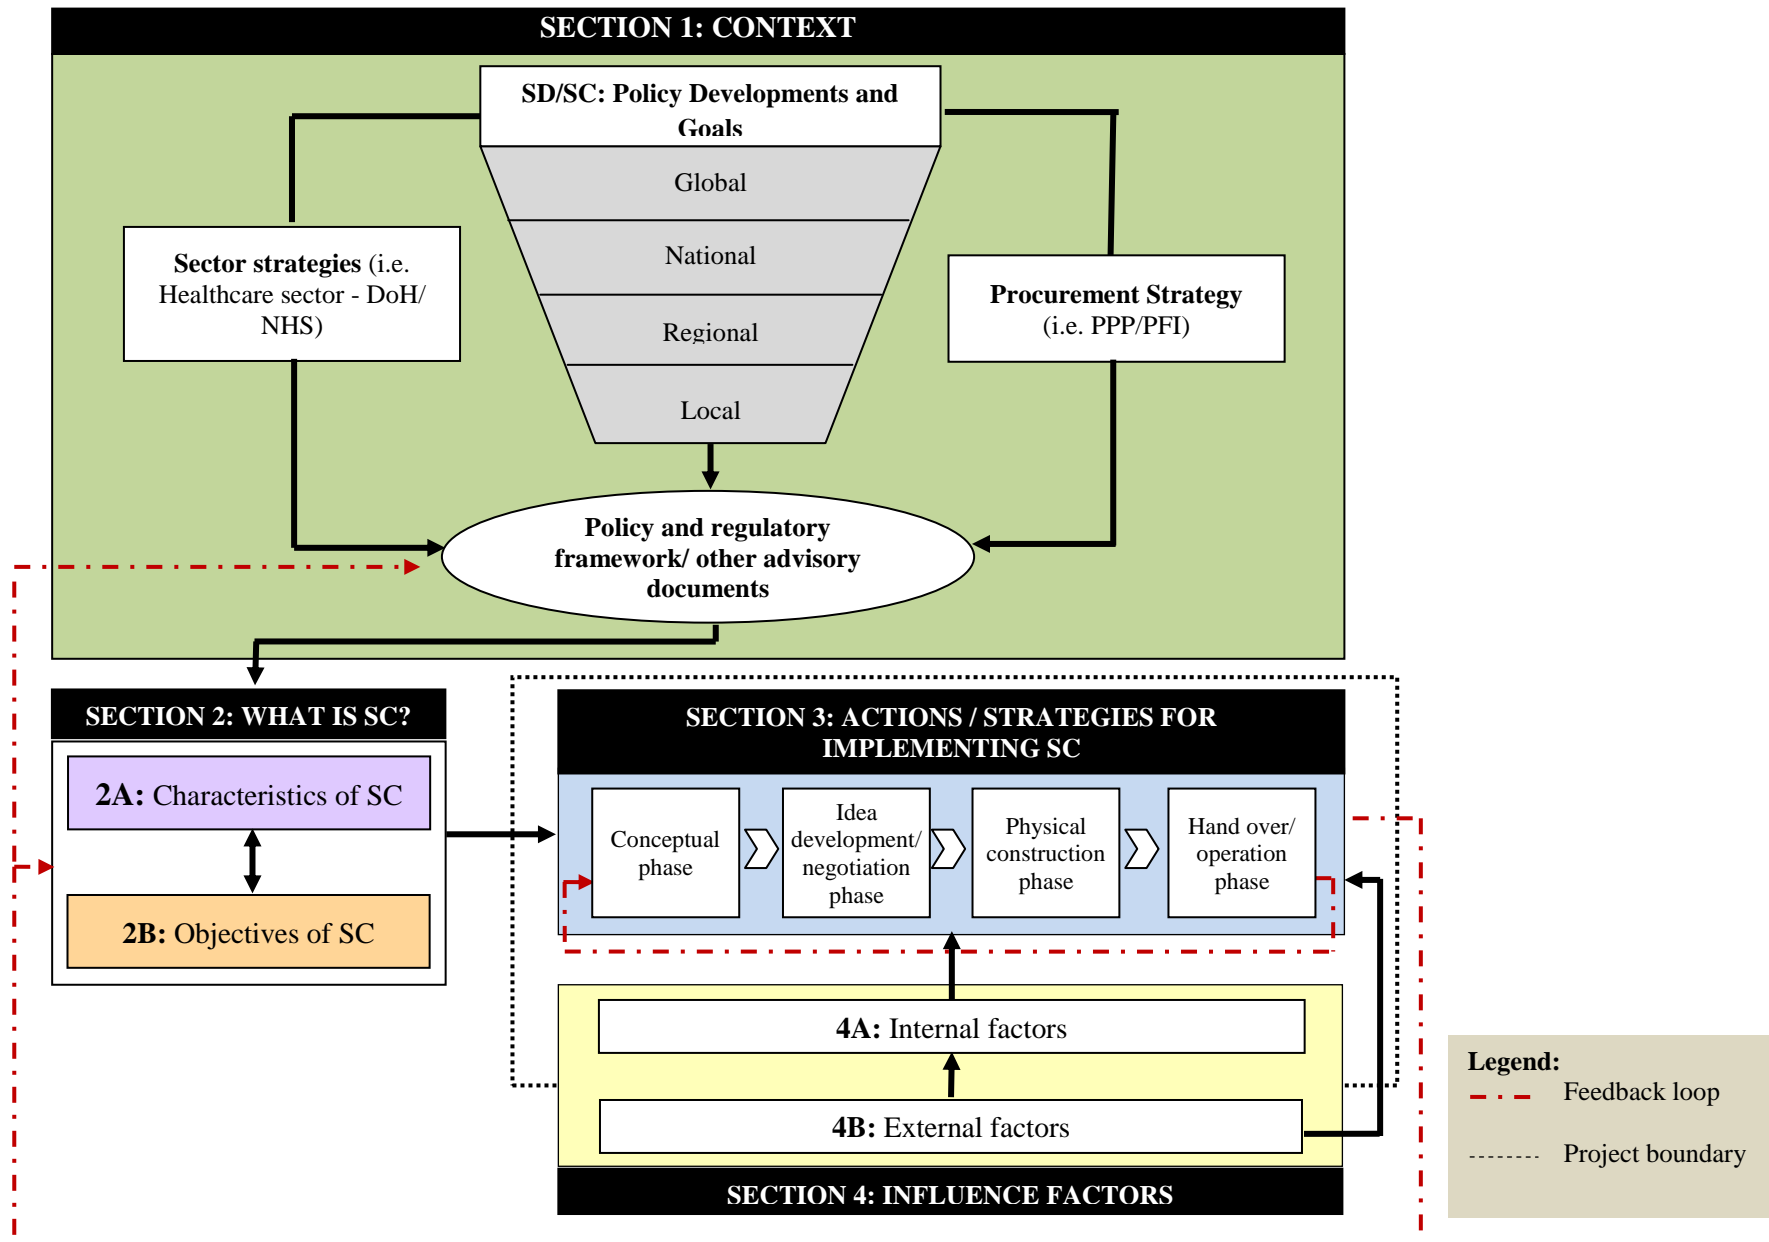 SECTION 1: CONTEXT
SD/SC: Policy Developments and
Goals
Global
National
Regional
Local
Sector strategies (i.e.
Healthcare sector - DoH/
NHS)
Procurement Strategy
(i.e. PPP/PFI)
Policy and regulatory
framework/ other advisory
documents
SECTION 2: WHAT IS SC?
2A: Characteristics of SC
2B: Objectives of SC
SECTION 3: ACTIONS / STRATEGIES FOR
IMPLEMENTING SC
Conceptual
phase
Idea
development/
negotiation
phase
Physical
construction
phase
Hand over/
operation
phase
4A: Internal factors
4B: External factors
SECTION 4: INFLUENCE FACTORS
Legend:
Feedback loop
Project boundary